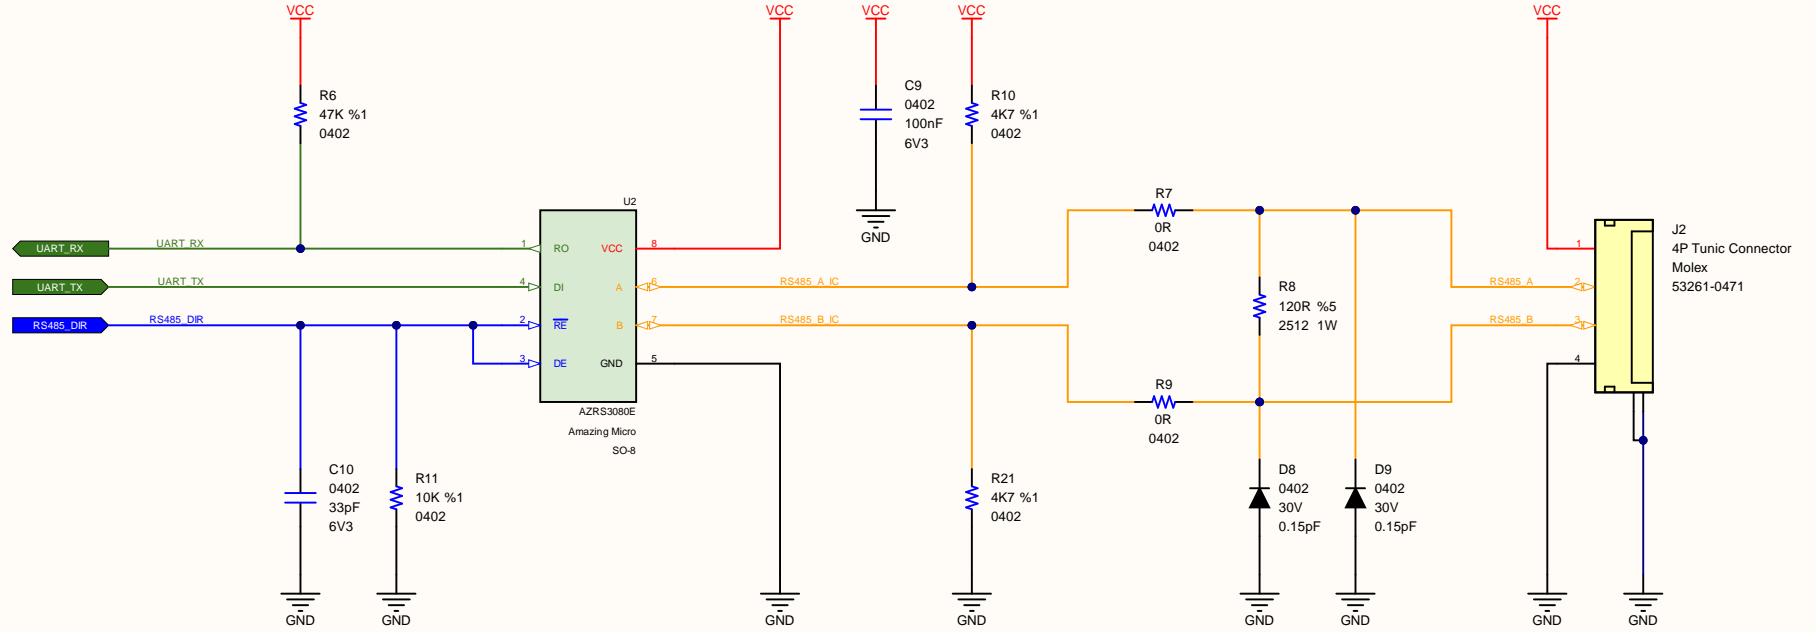 VCC
VCC
VCC
VCC
VCC
R6
47K %1
0402
C9
0402
100nF
6V3
R10
4K7 %1
0402
GND
UART_RX
UART_RX
UART_TX
UART_TX
RS485_DIR
RS485_DIR
U2
1
RO
VCC
8
4
DI
A
6
2
RE
B
7
3
DE
GND
5
AZRS3080E
Amazing Micro
SO-8
RS485_A_IC
RS485_B_IC
R7
0R
0402
R8
120R %5
2512 1W
R9
0R
0402
RS485_A
RS485_B
1
2
3
4
J2
4P Tunic Connector
Molex
53261-0471
C10
0402
33pF
6V3
R11
10K %1
0402
R21
4K7 %1
0402
D8
0402
30V
0.15pF
D9
0402
30V
0.15pF
GND
GND
GND
GND
GND
GND
GND
GND